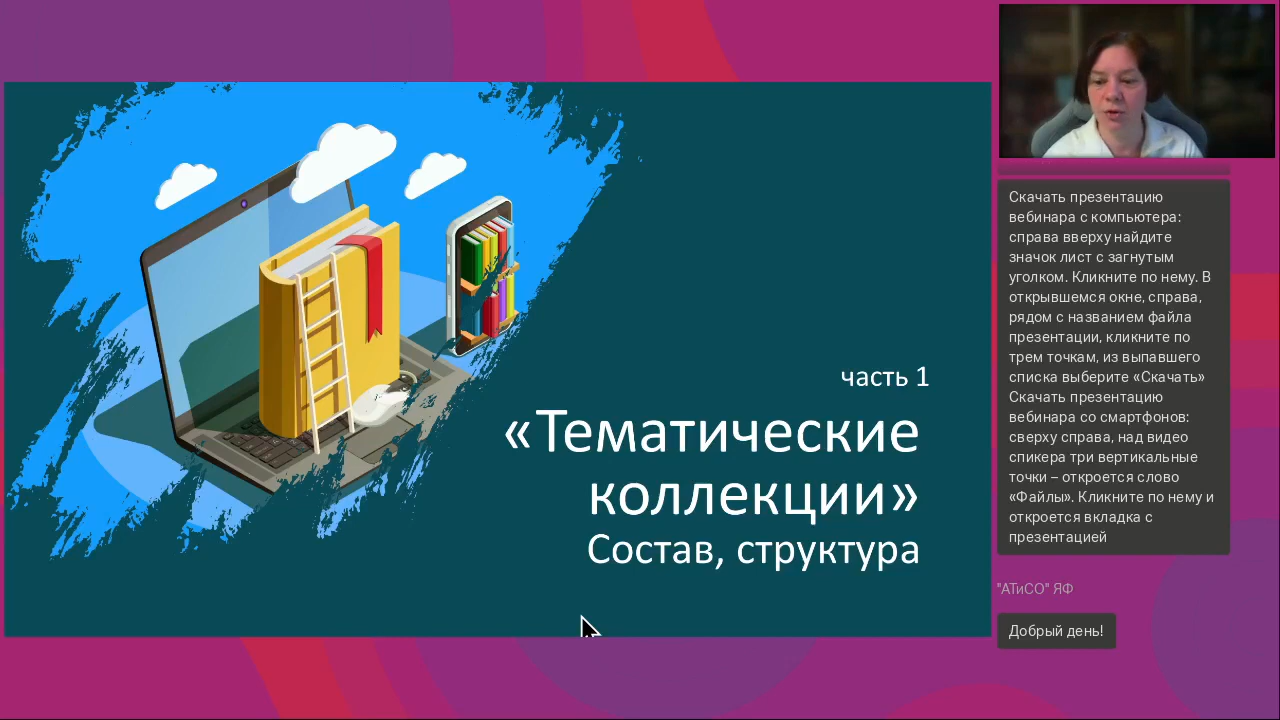 часть 1
«Тематические
коллекции»
Состав, структура
Скачать презентацию
вебинара с компьютера:
справа вверху найдите
значок лист с загнутым
уголком. Кликните по нему. В
открывшемся окне, справа,
рядом с названием файла
презентации, кликните по
трем точкам, из выпавшего
списка выберите «Скачать»
Скачать презентацию
вебинара со смартфонов:
сверху справа, над видео
спикера три вертикальные
точки – откроется слово
«Файлы». Кликните по нему и
откроется вкладка с
презентацией
"АТиСО" ЯФ
Добрый день!